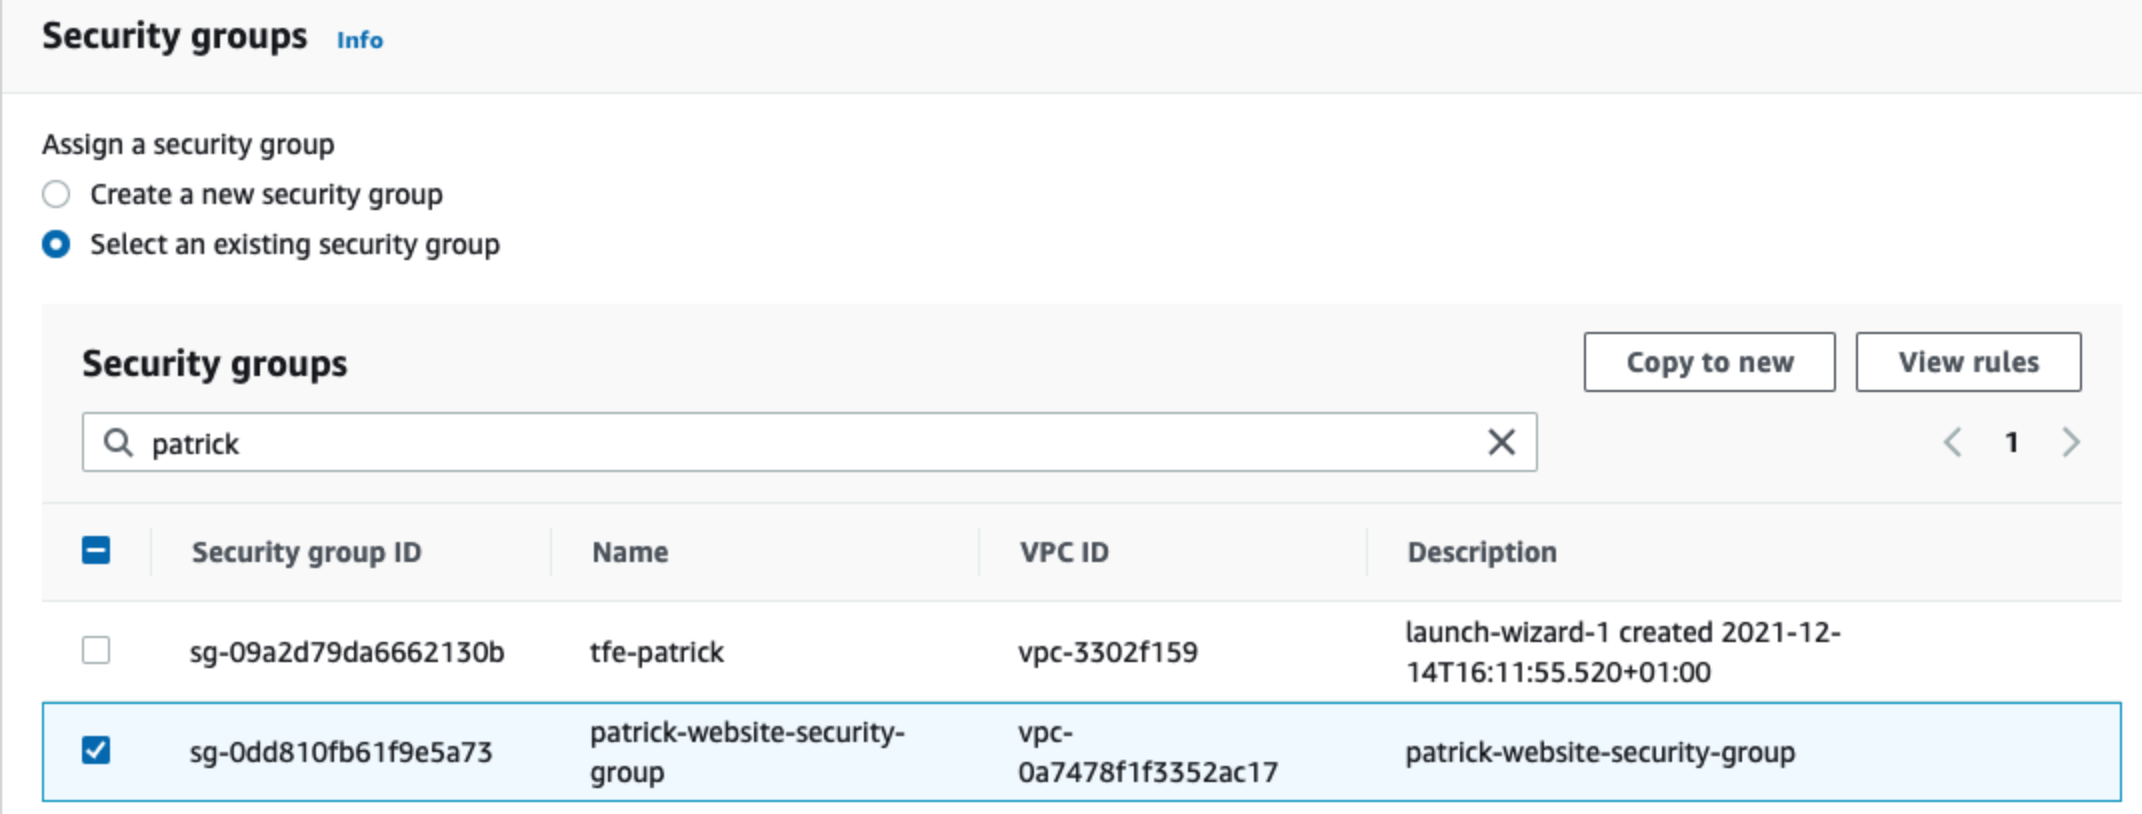 Security groups Info
Assign a security group
Create a new security group
Select an existing security group
Security groups
Copy to new
View rules
patrick
1
Security group ID Name VPC ID Description
sg-09a2d79da6662130b tfe-patrick vpc-3302f159 launch-wizard-1 created 2021-12-
14T16:11:55.520+01:00
sg-0dd810fb61f9e5a73 patrick-website-security- vpc- patrick-website-security-group
group 0a7478f1f3352ac17